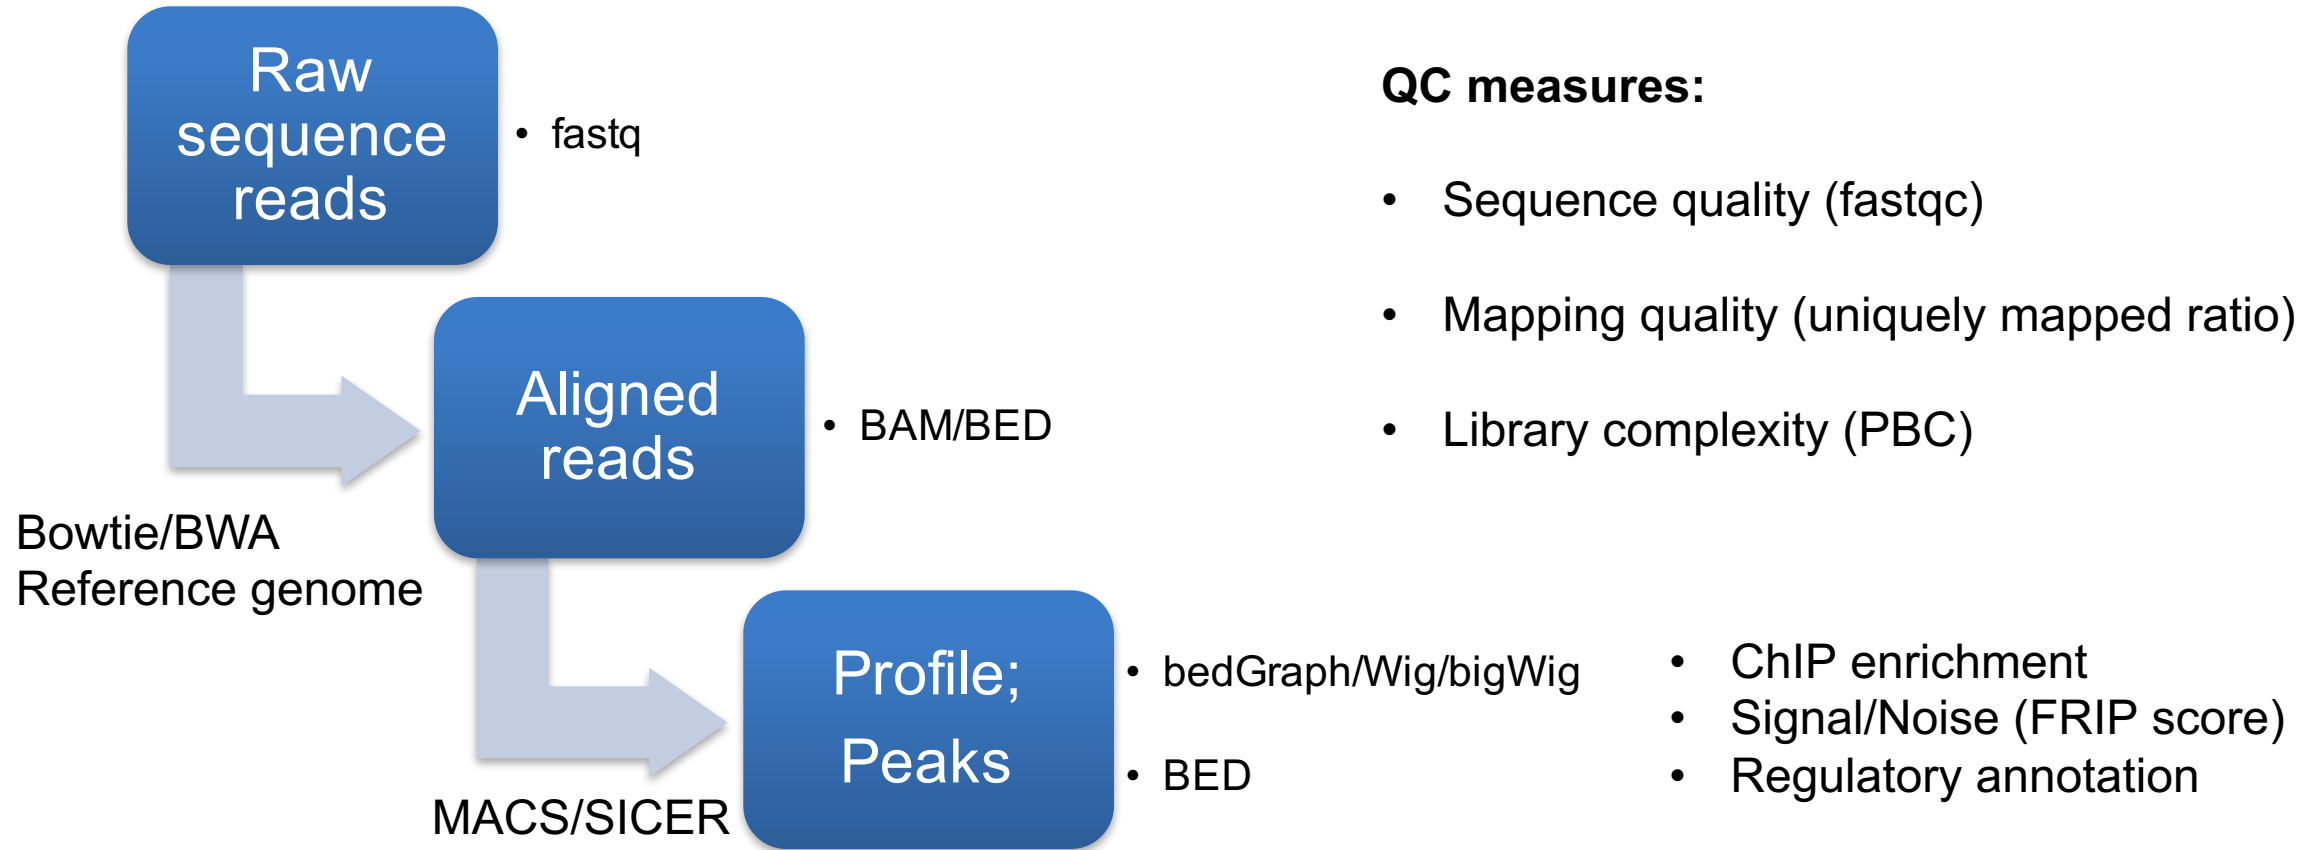 Raw
sequence
reads
• fastq
QC measures:
• Sequence quality (fastqc)
• Mapping quality (uniquely mapped ratio)
• Library complexity (PBC)
Aligned
reads
• BAM/BED
Bowtie/BWA
Reference genome
Profile;
Peaks
• bedGraph/Wig/bigWig
• BED
• ChIP enrichment
• Signal/Noise (FRIP score)
• Regulatory annotation
MACS/SICER